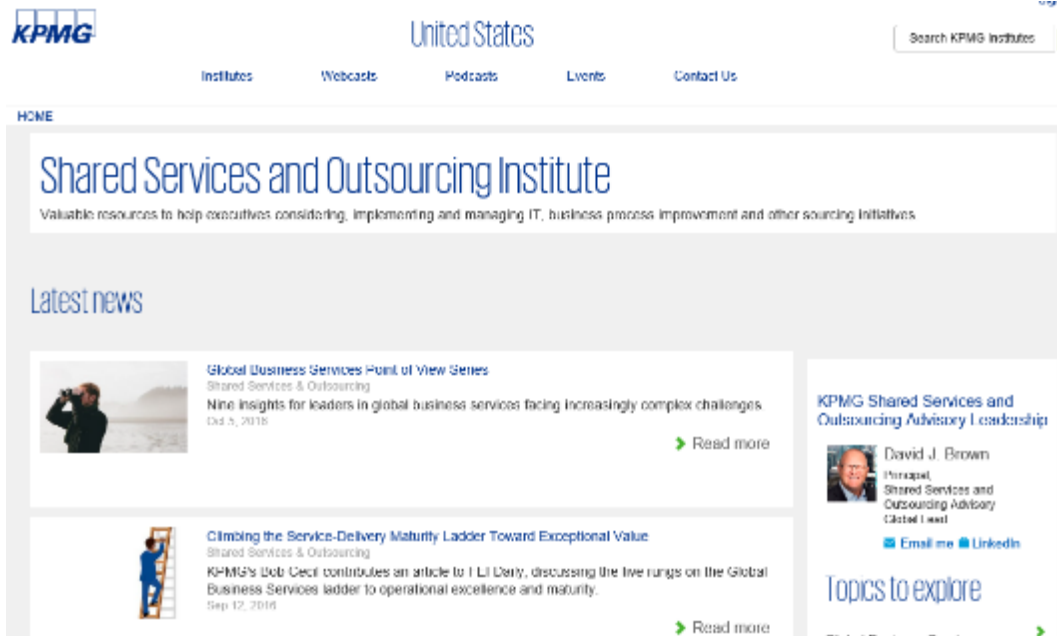 KPMG
United States
Search KPMG Institutes
Institutes
Webcasts
Podcasts
Events
Contact Us
HOME
Shared Services and Outsourcing Institute
Valuable resources to help executives considering, implementing and managing IT, business process improvement and other sourcing initiatives
Latest news
Global Business Services Point of View Series
Shared Services & Outsourcing
Nine insights for leaders in global business services facing increasingly complex challenges.
Oct 5, 2016
Read more
Climbing the Service-Delivery Maturity Ladder Toward Exceptional Value
Shared Services & Outsourcing
KPMG's Bob Cecil contributes an article to FEI Daily, discussing the five rungs on the Global
Business Services ladder to operational excellence and maturity.
Sep 12, 2016
Read more
KPMG Shared Services and
Outsourcing Advisory Leadership
David J. Brown
Principal,
Shared Services and
Outsourcing Advisory
Global Lead
Email me LinkedIn
Topics to explore